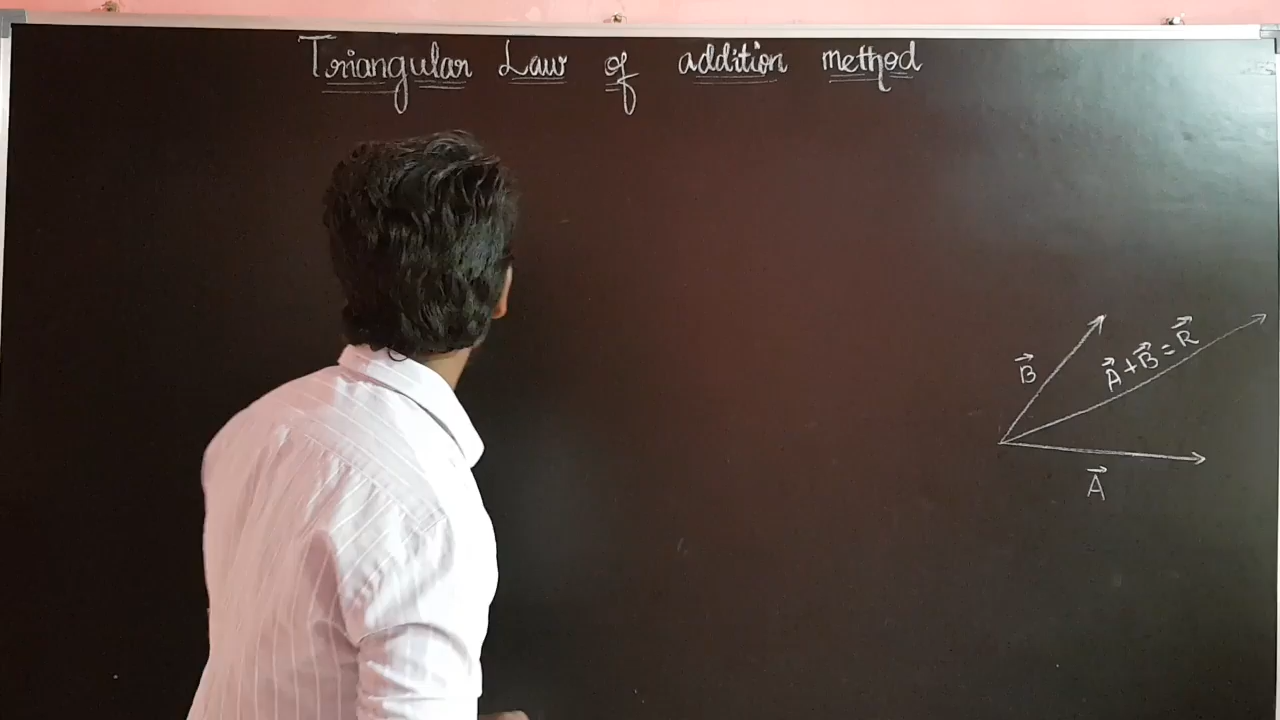 Triangular Law of addition method
B⃗
A⃗+B⃗=R⃗
A⃗